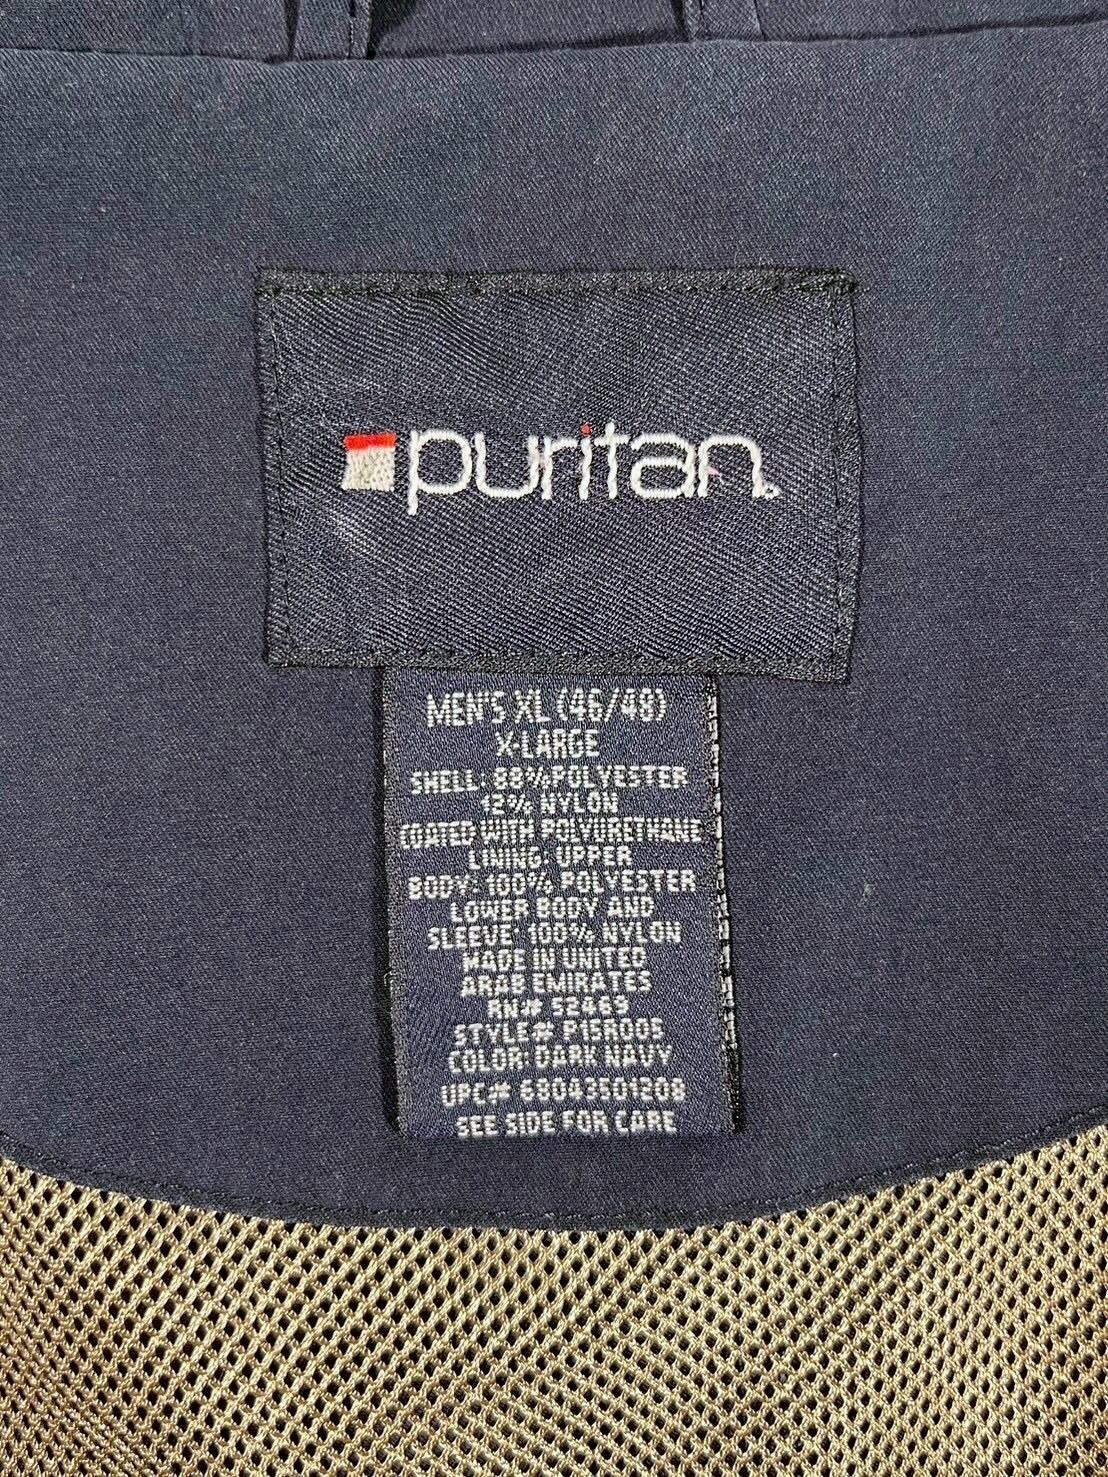 puritan
MEN'S XL (46/48)
X-LARGE
SHELL: 88% POLYESTER
12% NYLON
COATED WITH POLYURETHANE
LINING: UPPER
BODY: 100% POLYESTER
LOWER BODY AND
SLEEVE: 100% NYLON
MADE IN UNITED
ARAB EMIRATES
RN# 52469
STYLE# P15R005
COLOR: DARK NAVY
UPC# 68043501208
SEE SIDE FOR CARE